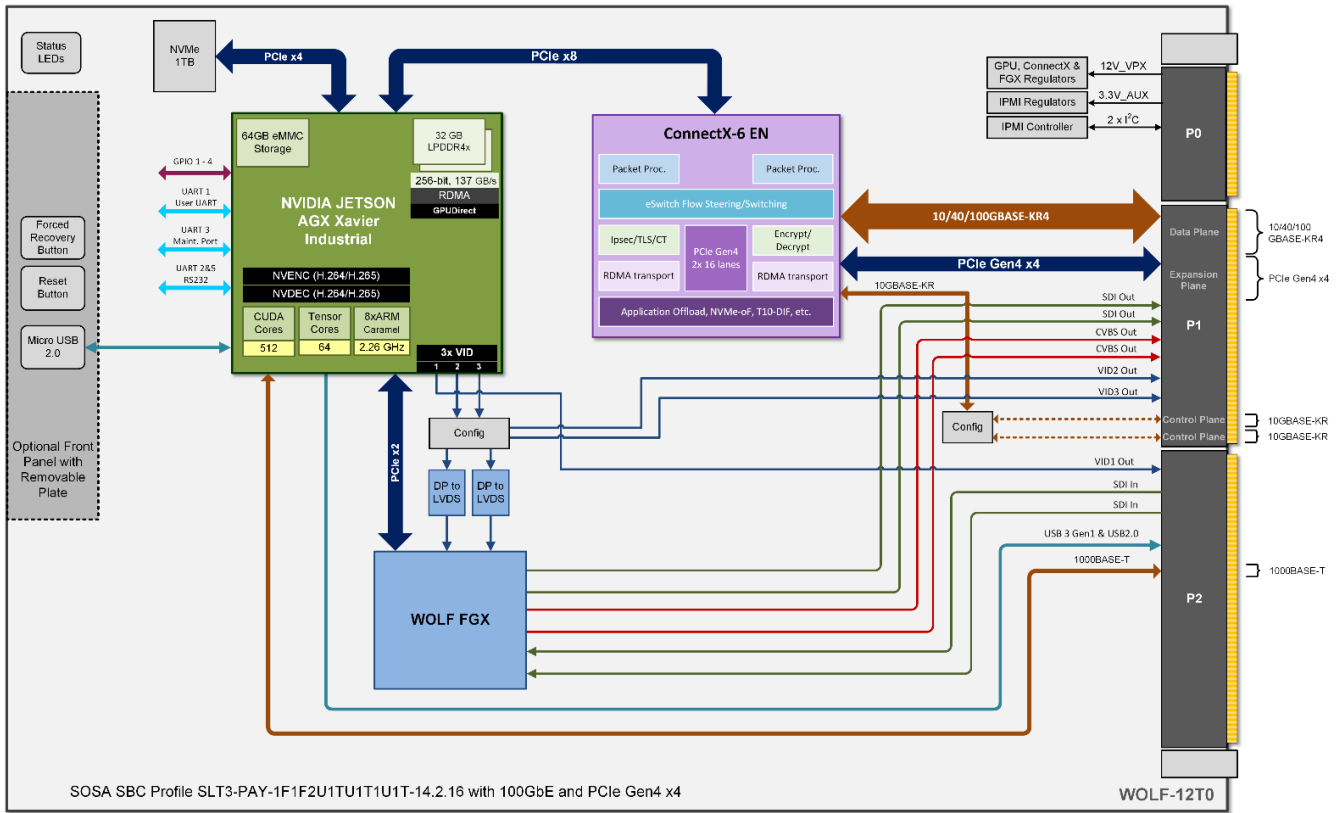 Status
LEDs
NVMe
1TB
PCIe x4
PCIe x8
GPU, ConnectX &
FGX Regulators
12V_VPX
IPMI Regulators
3.3V_AUX
IPMI Controller
2 x I²C
P0
64GB eMMC
Storage
32 GB
LPDDR4x
256-bit, 137 GB/s
RDMA
GPUDirect
NVIDIA JETSON
AGX Xavier
Industrial
NVENC (H.264/H.265)
NVDEC (H.264/H.265)
CUDA
Cores
512
Tensor
Cores
64
8xARM
Caramel
2.26 GHz
3x VID
1 2 3
GPIO 1 - 4
UART 1
User UART
UART 3
Maint. Port
UART 2&5
RS232
Forced
Recovery
Button
Reset
Button
Micro USB
2.0
Optional Front
Panel with
Removable
Plate
ConnectX-6 EN
Packet Proc.
Packet Proc.
eSwitch Flow Steering/Switching
Ipsec/TLS/CT
PCIe Gen4
2x 16 lanes
Encrypt/
Decrypt
RDMA transport
RDMA transport
Application Offload, NVMe-oF, T10-DIF, etc.
10/40/100GBASE-KR4
PCIe Gen4 x4
10GBASE-KR
Data Plane
Expansion
Plane
P1
10/40/100
GBASE-KR4
PCIe Gen4 x4
SDI Out
SDI Out
CVBS Out
CVBS Out
VID2 Out
VID3 Out
Config
Control Plane
Control Plane
10GBASE-KR
10GBASE-KR
Config
PCIe x2
DP to
LVDS
DP to
LVDS
VID1 Out
SDI In
SDI In
USB 3 Gen1 & USB2.0
1000BASE-T
1000BASE-T
P2
WOLF FGX
SOSA SBC Profile SLT3-PAY-1F1F2U1TU1T1U1T-14.2.16 with 100GbE and PCIe Gen4 x4
WOLF-12T0